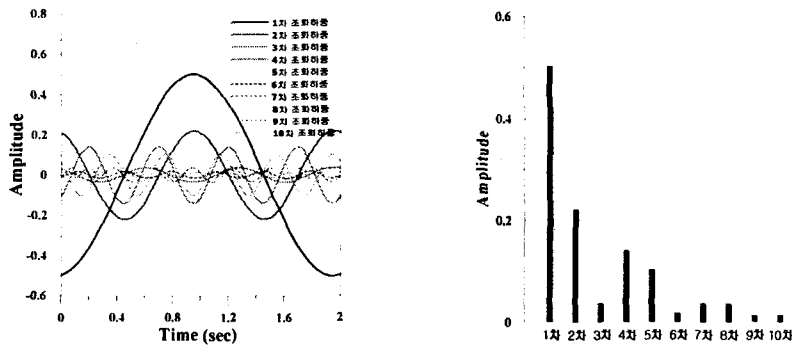 0.8
0.6
0.4
0.2
0
-0.2
-0.4
-0.6
Amplitude
0
0.4
0.8
1.2
1.6
2
Time (sec)
1차 조화하중
2차 조화하중
3차 조화하중
4차 조화하중
5차 조화하중
6차 조화하중
7차 조화하중
8차 조화하중
9차 조화하중
10차 조화하중
0.6
0.4
0.2
0
Amplitude
1차 2차 3차 4차 5차 6차 7차 8차 9차 10차